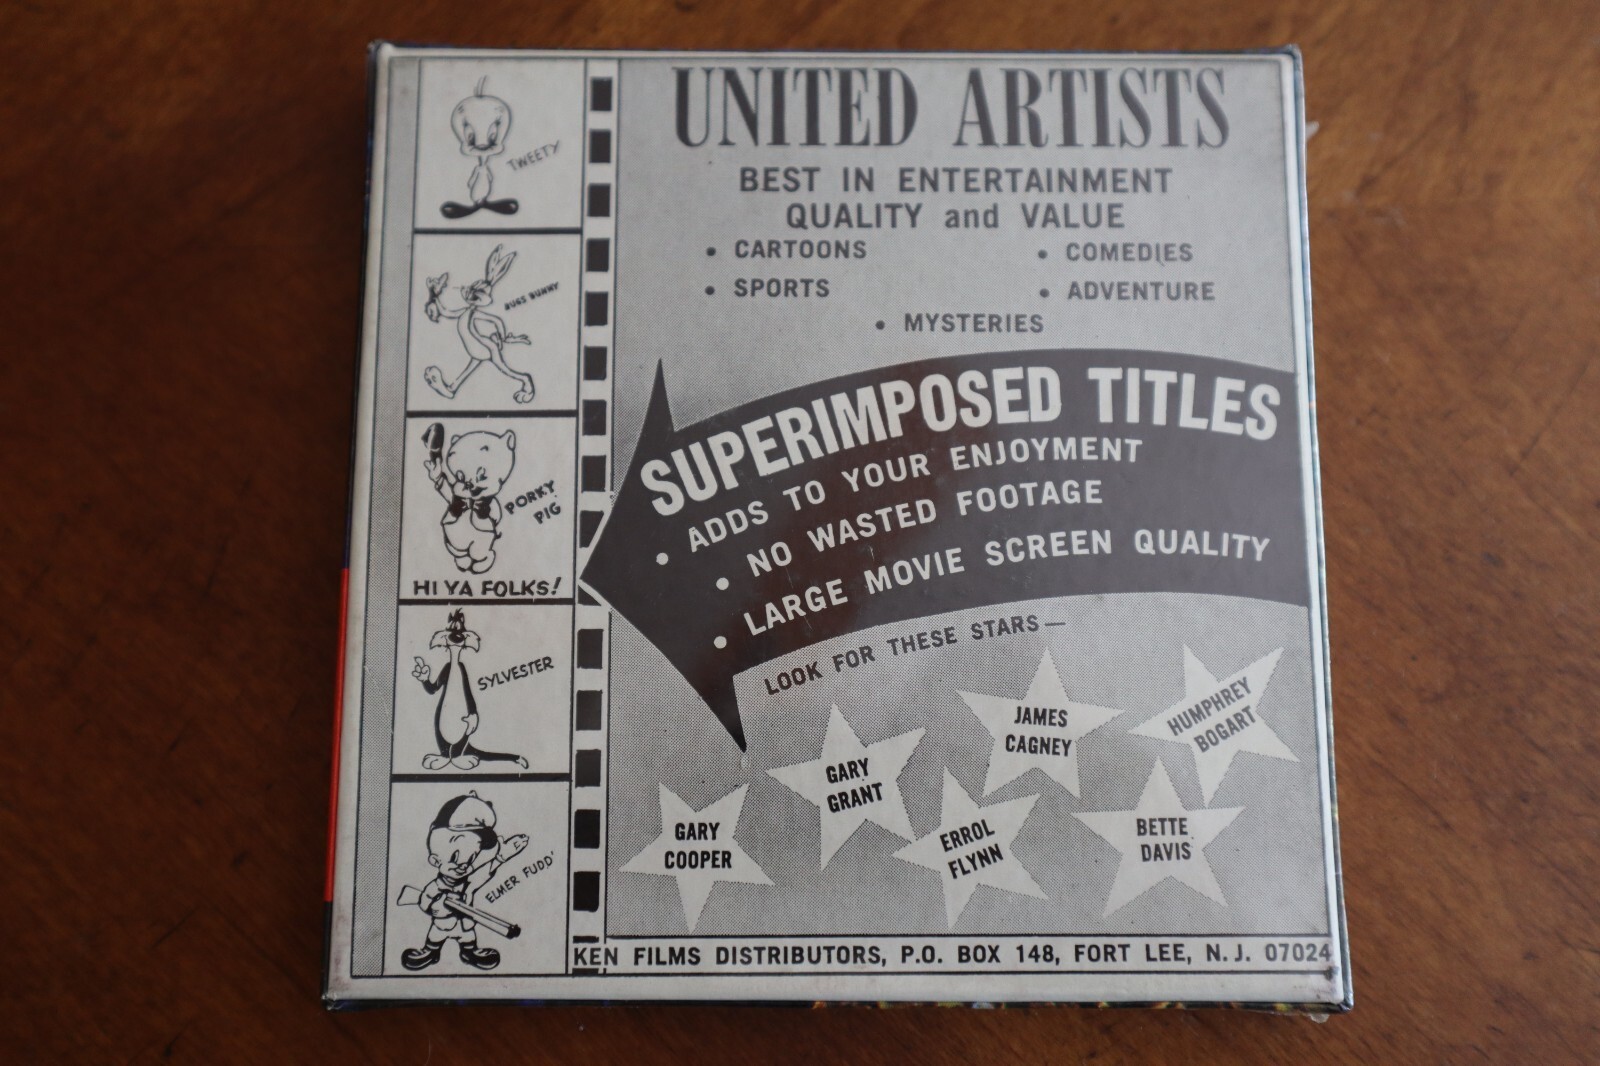 UNITED ARTISTS
BEST IN ENTERTAINMENT
QUALITY and VALUE
• CARTOONS
• COMEDIES
• SPORTS
• ADVENTURE
• MYSTERIES
SUPERIMPOSED TITLES
• ADDS TO YOUR ENJOYMENT
• NO WASTED FOOTAGE
• LARGE MOVIE SCREEN QUALITY
LOOK FOR THESE STARS—
GARY
COOPER
GARY
GRANT
JAMES
CAGNEY
ERROL
FLYNN
HUMPHREY
BOGART
BETTE
DAVIS
TWEETY
BUGS BUNNY
PORKY
PIG
HI YA FOLKS!
SYLVESTER
ELMER FUDD
KEN FILMS DISTRIBUTORS, P.O. BOX 148, FORT LEE, N.J. 07024